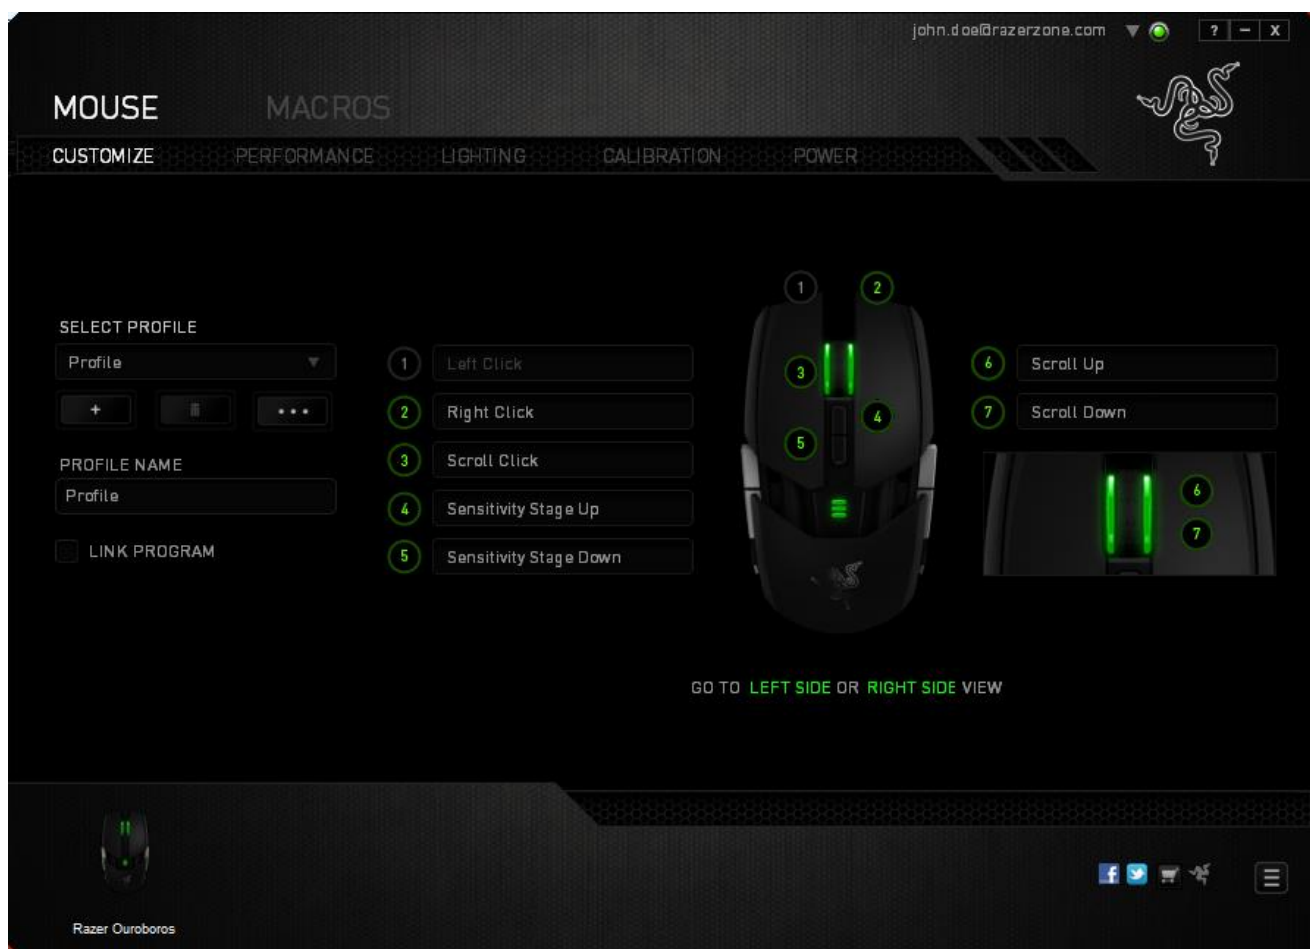 john.doe@razerzone.com
? – X
MOUSE MACROS
CUSTOMIZE PERFORMANCE LIGHTING CALIBRATION POWER
SELECT PROFILE
Profile
+ •••
PROFILE NAME
Profile
LINK PROGRAM
1 Left Click
2 Right Click
3 Scroll Click
4 Sensitivity Stage Up
5 Sensitivity Stage Down
1 2
3
4
5
6 Scroll Up
7 Scroll Down
6
7
GO TO LEFT SIDE OR RIGHT SIDE VIEW
Razer Ouroboros
f